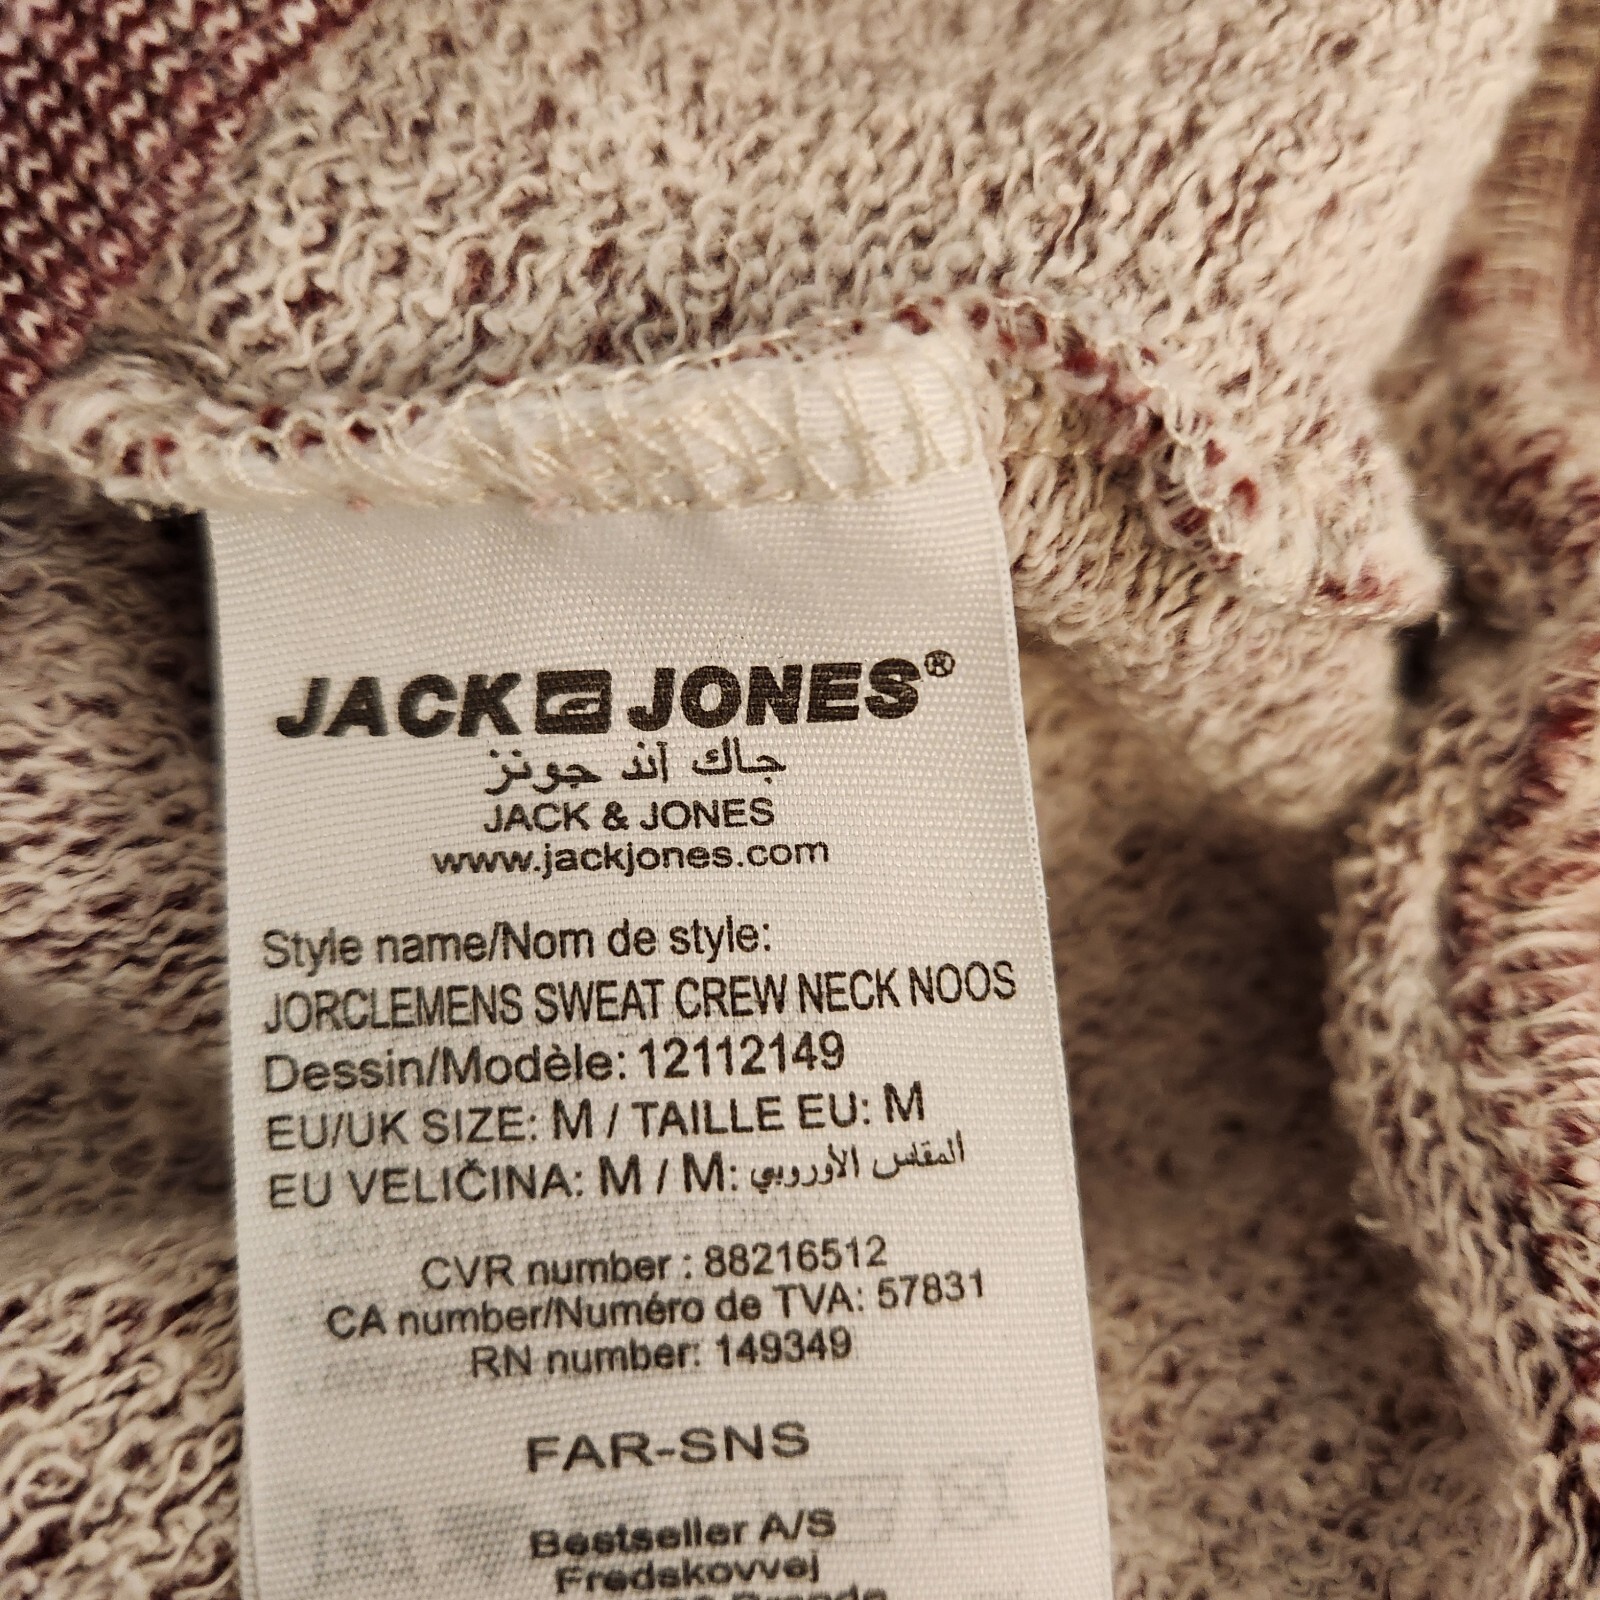 JACK JONES®
جاك آند جونز
JACK & JONES
www.jackjones.com
Style name/Nom de style:
JORCLEMENS SWEAT CREW NECK NOOS
Dessin/Modèle: 12112149
EU/UK SIZE: M / TAILLE EU: M
EU VELIČINA: M / M: المقاس الأوروبي
CVR number : 88216512
CA number/Numéro de TVA: 57831
RN number: 149349
FAR-SNS
Bestseller A/S
Fredskovvej